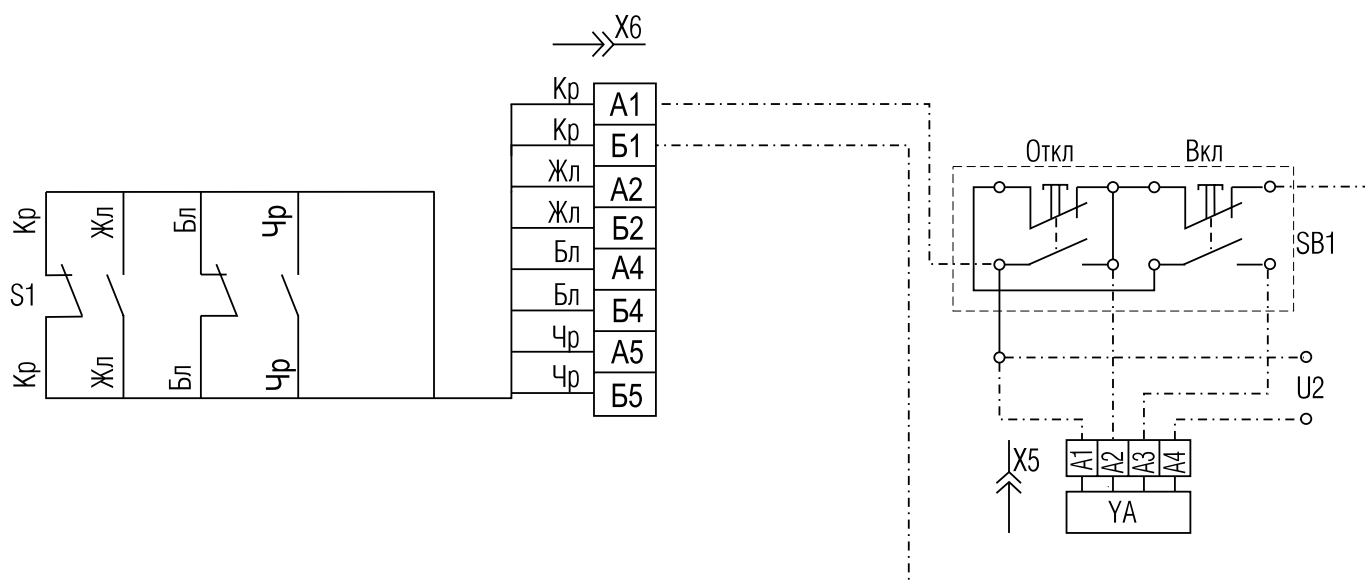 X6
Кр
А1
Кр
Б1
Жл
А2
Жл
Б2
Бл
А4
Бл
Б4
Чр
А5
Чр
Б5
Кр
Жл
Бл
Чр
S1
Кр
Жл
Бл
Чр
Откл
Вкл
SB1
U2
X5
А1
А2
А3
А4
YA